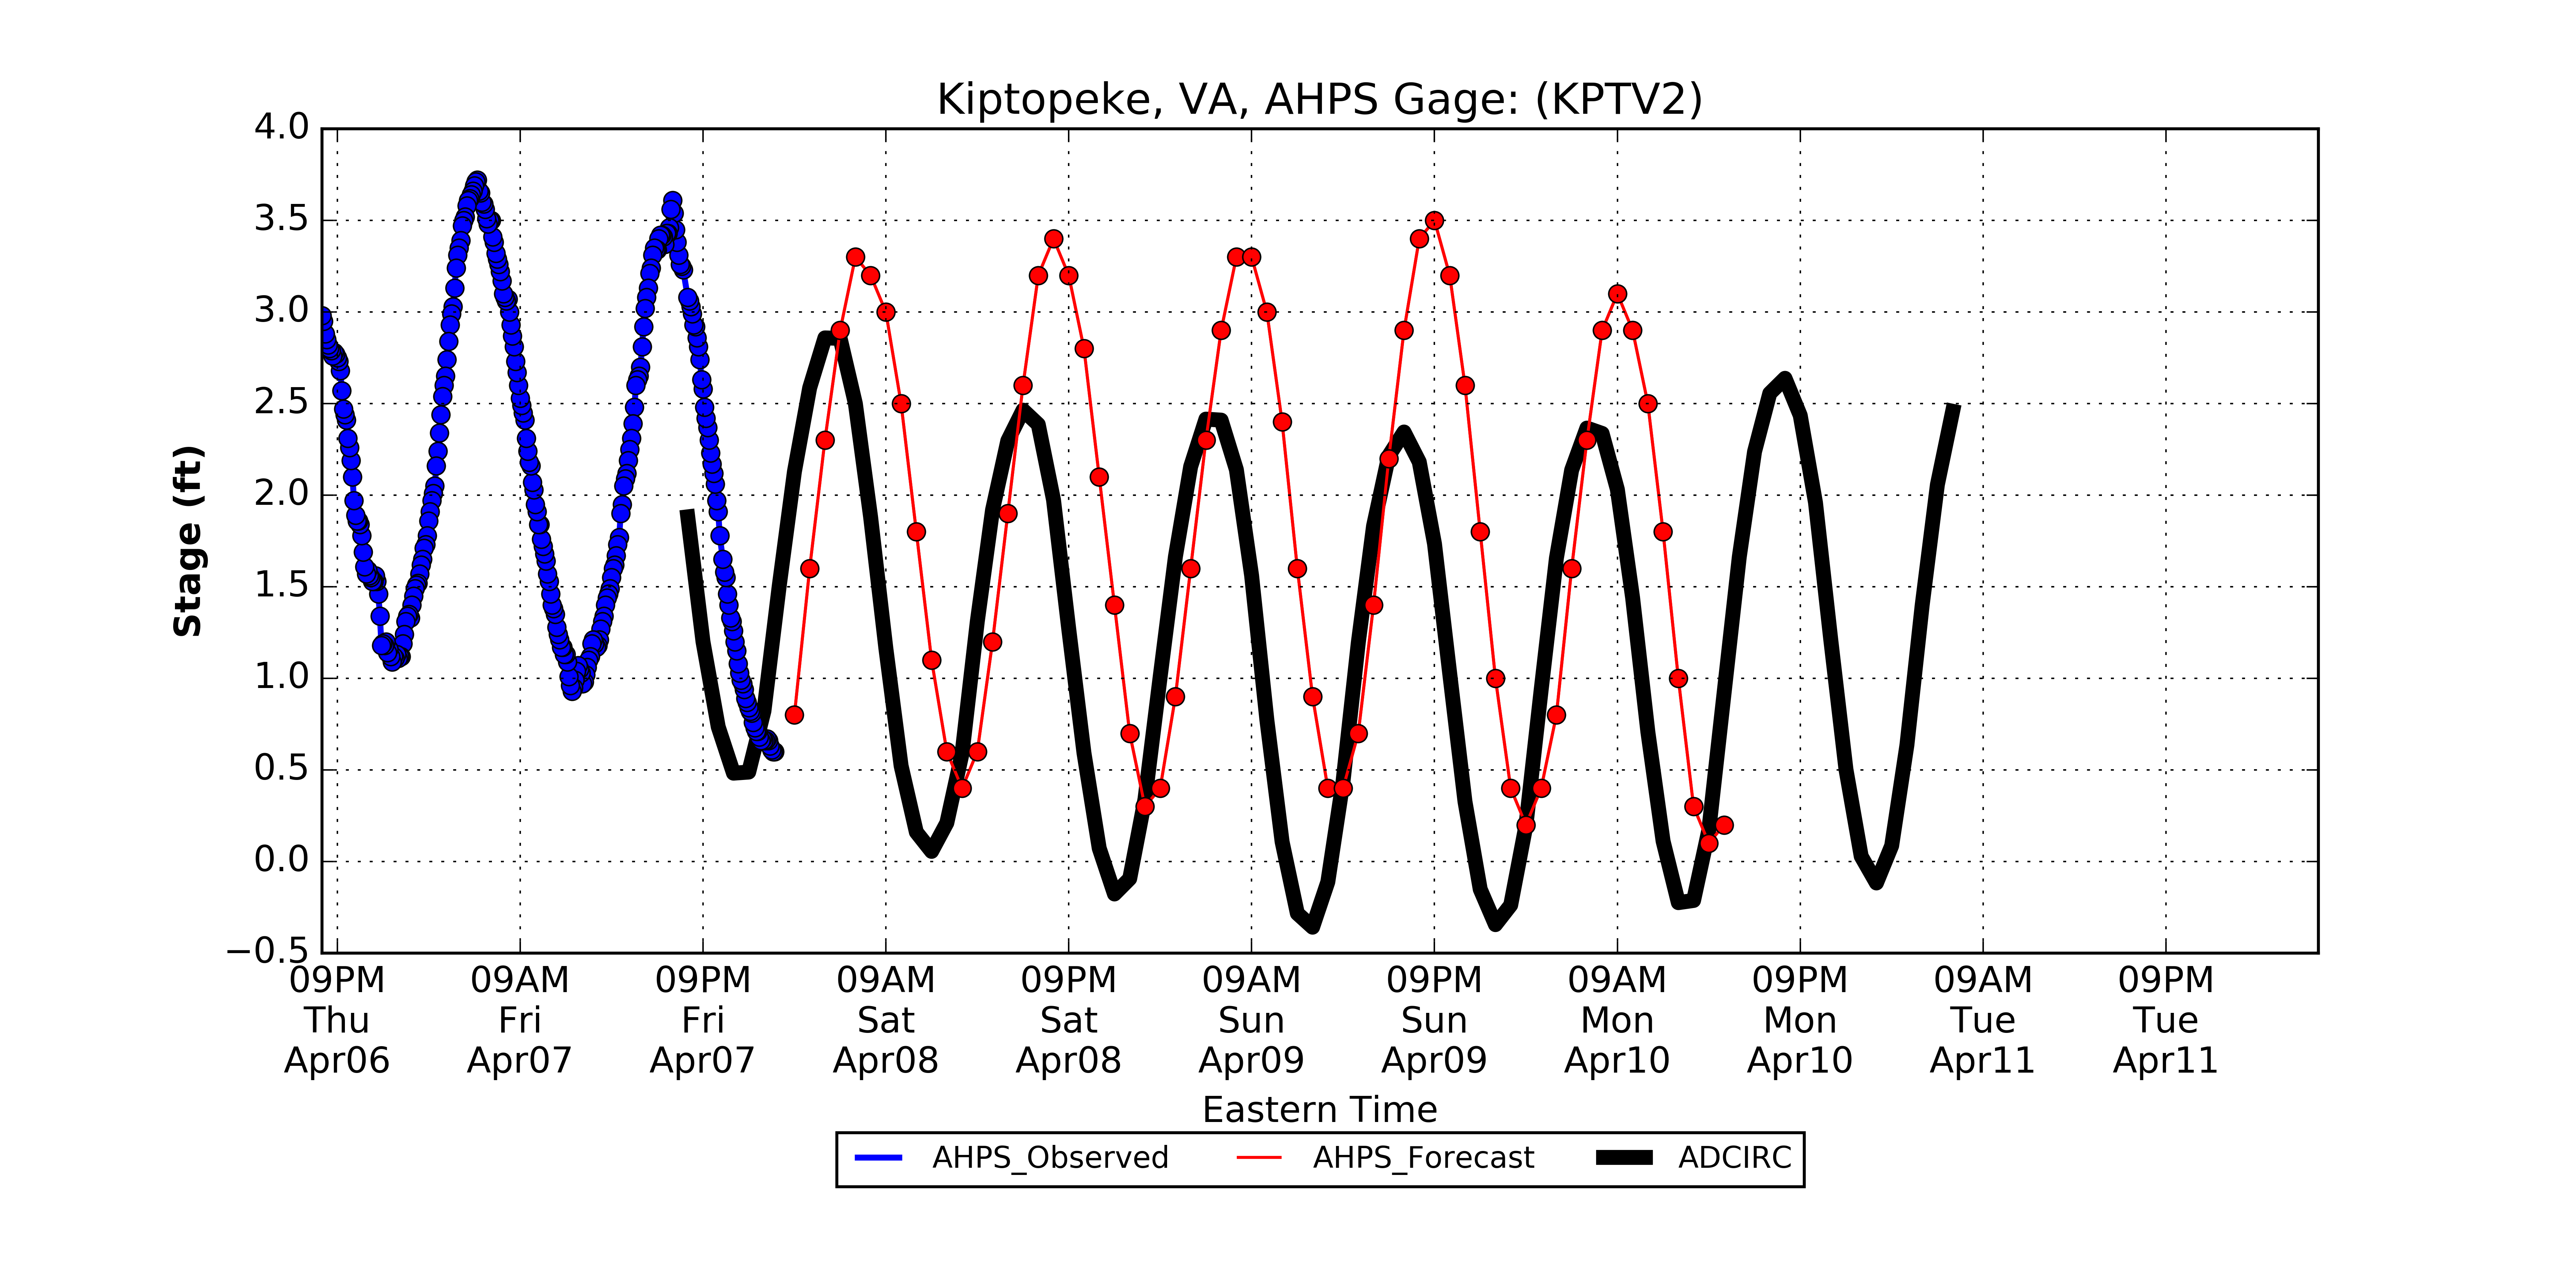 Kiptopeke, VA, AHPS Gage: (KPTV2)
4.0
3.5
3.0
2.5
2.0
1.5
1.0
0.5
0.0
−0.5
Stage (ft)
09PM 09AM 09PM 09AM 09PM 09AM 09PM 09AM 09PM 09AM 09PM
Thu Fri Fri Sat Sat Sun Sun Mon Mon Tue Tue
Apr06 Apr07 Apr07 Apr08 Apr08 Apr09 Apr09 Apr10 Apr10 Apr11 Apr11
Eastern Time
AHPS_Observed AHPS_Forecast ADCIRC